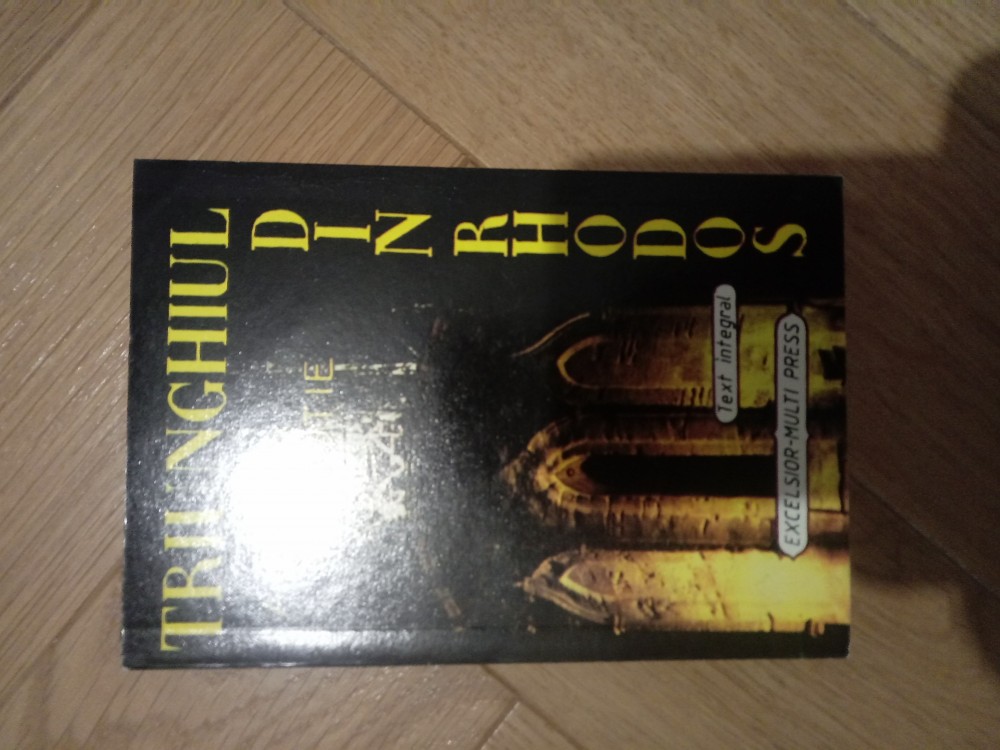 TRIUNGHIUL
DIN
RHODOS
Text integral
EXCELSIOR-MULTI PRESS